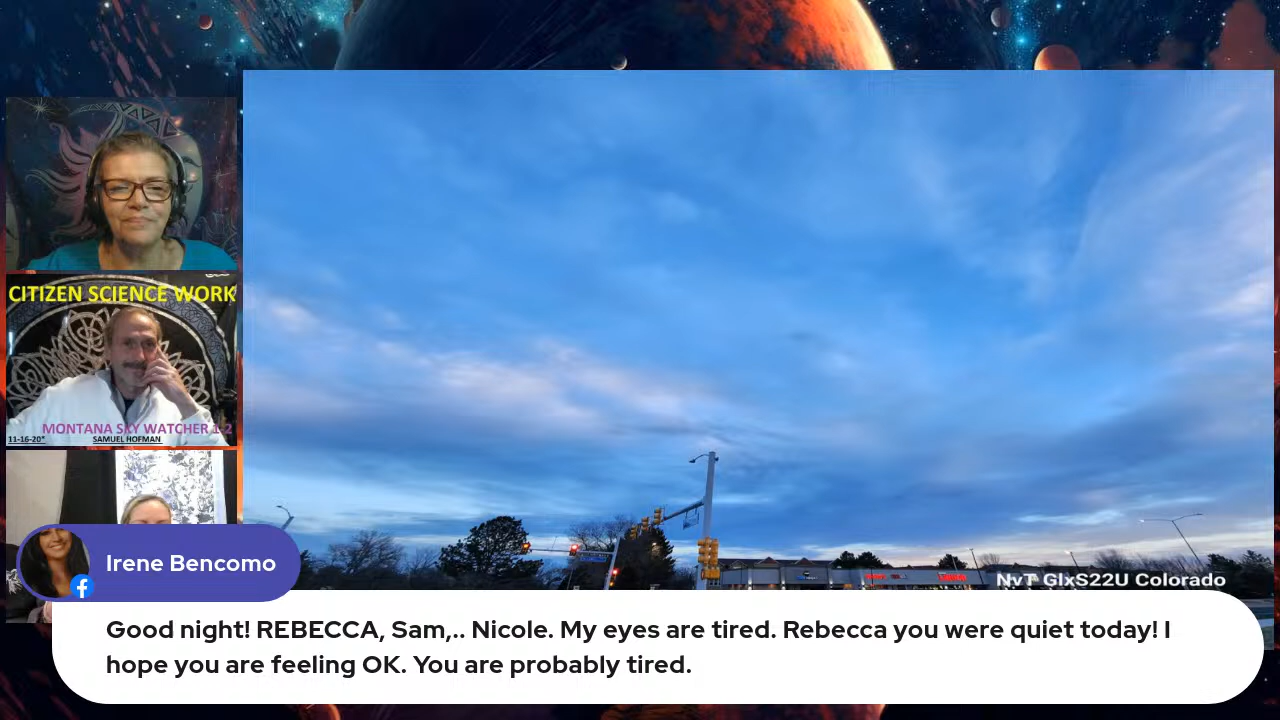 CITIZEN SCIENCE WORK
MONTANA SKY WATCHER 1.2
11-16-20*
SAMUEL HOFMAN
NvT GlxS22U Colorado
Irene Bencomo
Good night! REBECCA, Sam,.. Nicole. My eyes are tired. Rebecca you were quiet today! I
hope you are feeling OK. You are probably tired.